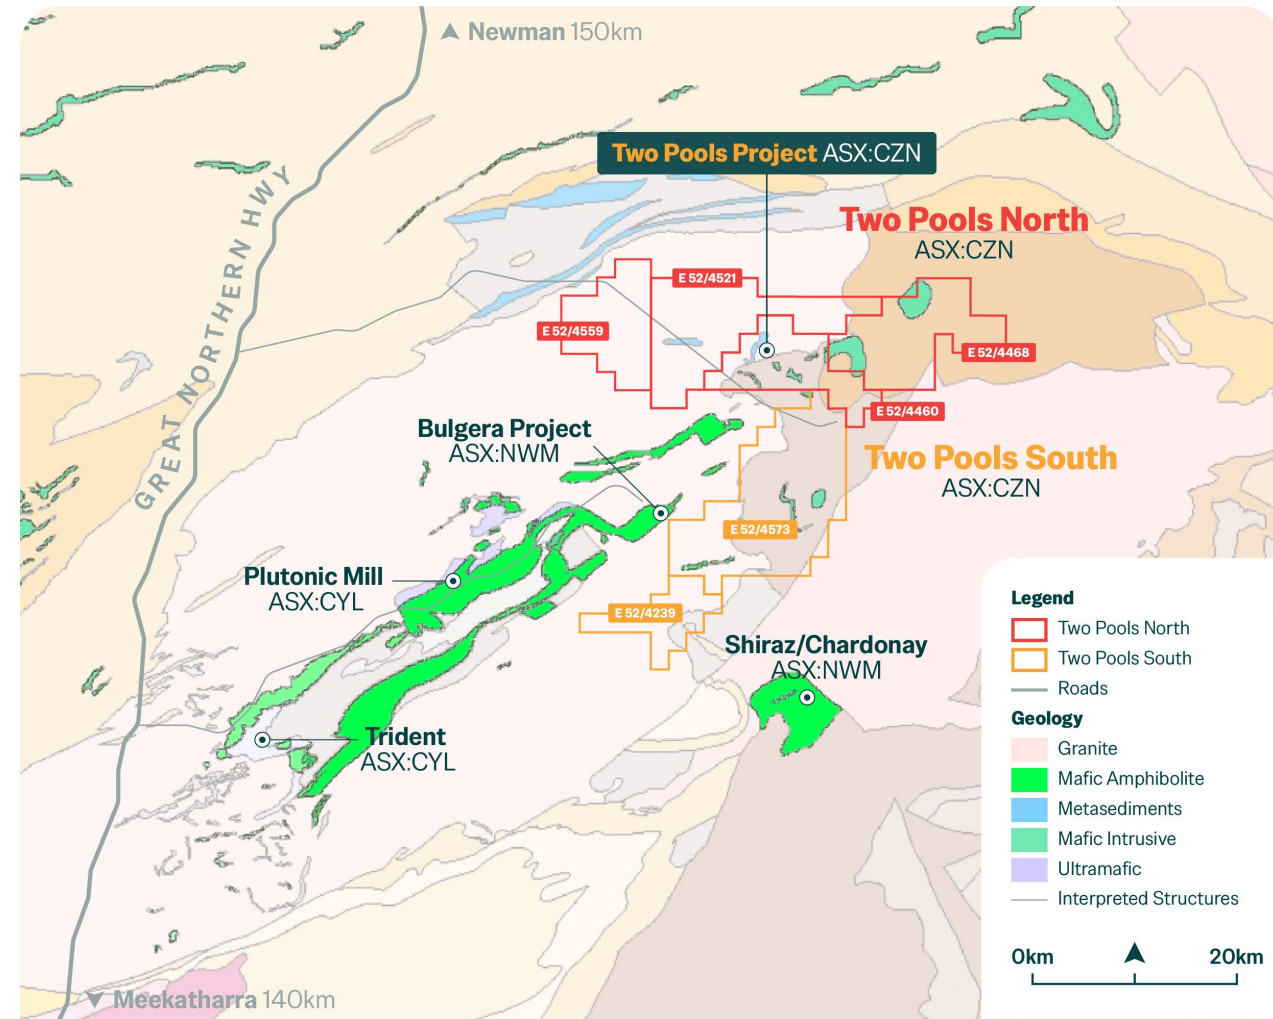 Newman 150km
Two Pools Project ASX:CZN
GREAT NORTHERN HWY
Two Pools North
ASX:CZN
E 52/4521
E 52/4559
E 52/4468
E 52/4460
Bulgera Project
ASX:NWM
Two Pools South
ASX:CZN
E 52/4573
Plutonic Mill
ASX:CYL
E 52/4239
Shiraz/Chardonay
ASX:NWM
Trident
ASX:CYL
Meekatharra 140km
Legend
Two Pools North
Two Pools South
Roads
Geology
Granite
Mafic Amphibolite
Metasediments
Mafic Intrusive
Ultramafic
Interpreted Structures
0km 20km